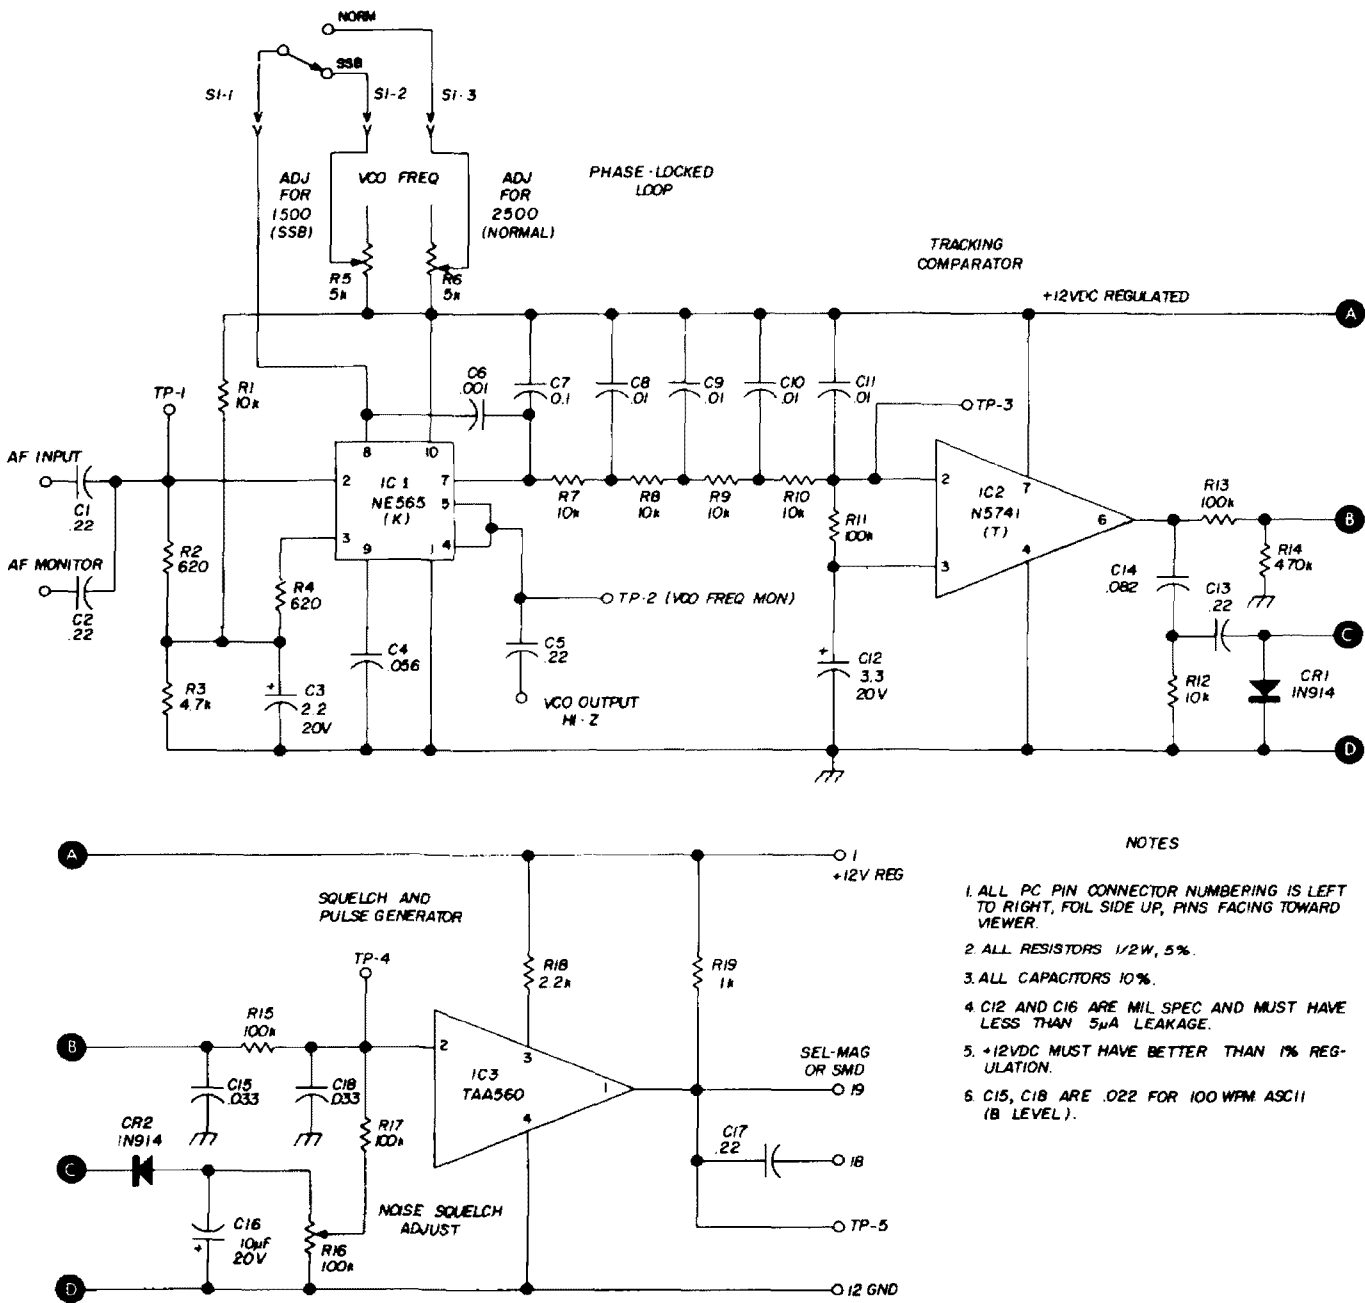 NORM
SSB
S1-1
S1-2
S1-3
ADJ
FOR
1500
(SSB)
VCO FREQ
ADJ
FOR
2500
(NORMAL)
PHASE-LOCKED
LOOP
R5
5k
R6
5k
TRACKING
COMPARATOR
+12VDC REGULATED
A
TP-1
R1
10k
C6
.001
C7
0.1
C8
.01
C9
.01
C10
.01
C11
.01
TP-3
AF INPUT
C1
.22
8
10
2
IC1
NE565
(K)
7
5
4
3
9
1
R7
10k
R8
10k
R9
10k
R10
10k
R11
100k
2
IC2
N5741
(T)
7
6
4
3
R13
100k
B
R14
470k
AF MONITOR
C2
.22
R2
620
R4
620
TP-2 (VCO FREQ MON)
C14
.082
C13
.22
C
R3
4.7k
C3
2.2
20V
+
C4
.056
C5
.22
VCO OUTPUT
HI-Z
+
C12
3.3
20V
R12
10k
CR1
1N914
D
A
1
+12V REG
SQUELCH AND
PULSE GENERATOR
TP-4
R18
2.2k
R19
1k
B
R15
100k
C15
.033
C18
.033
2
3
IC3
TAA560
1
4
SEL-MAG
OR SMD
19
CR2
1N914
R17
100k
C17
.22
18
C
C16
10µF
20V
+
R16
100k
NOISE SQUELCH
ADJUST
TP-5
D
12 GND
NOTES
1. ALL PC PIN CONNECTOR NUMBERING IS LEFT
TO RIGHT, FOIL SIDE UP, PINS FACING TOWARD
VIEWER.
2. ALL RESISTORS 1/2W, 5%.
3. ALL CAPACITORS 10%.
4. C12 AND C16 ARE MIL SPEC AND MUST HAVE
LESS THAN 5µA LEAKAGE.
5. +12VDC MUST HAVE BETTER THAN 1% REG-
ULATION.
6. C15, C18 ARE .022 FOR 100 WPM ASCII
(8 LEVEL).